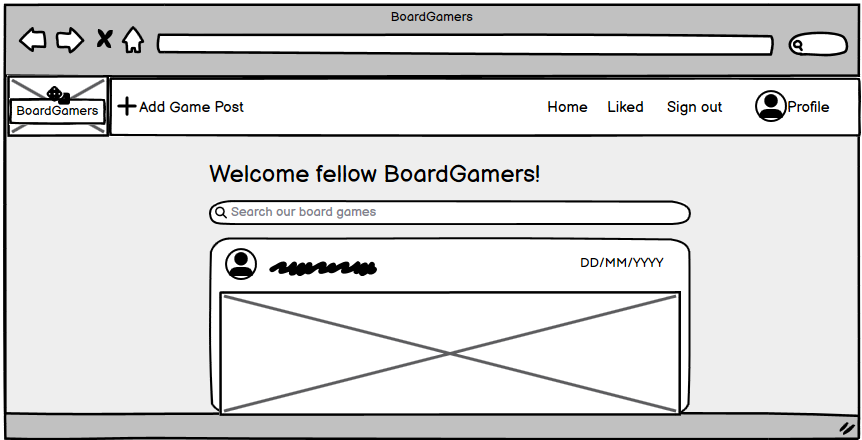 BoardGamers
BoardGamers
Add Game Post
Home
Liked
Sign out
Profile
Welcome fellow BoardGamers!
Search our board games
DD/MM/YYYY